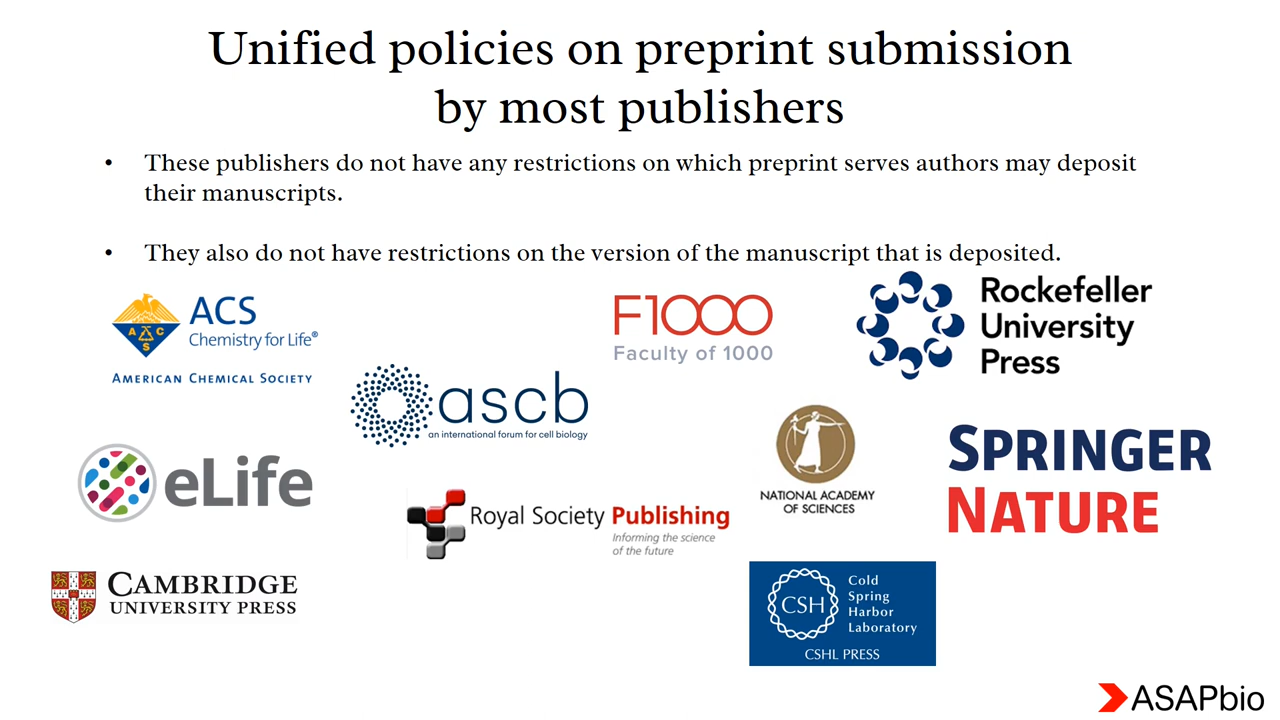 Unified policies on preprint submission
by most publishers
• These publishers do not have any restrictions on which preprint serves authors may deposit
their manuscripts.
• They also do not have restrictions on the version of the manuscript that is deposited.
ACS
Chemistry for Life®
A C S
AMERICAN CHEMICAL SOCIETY
F1000
Faculty of 1000
Rockefeller
University
Press
ascb
an international forum for cell biology
eLife
Royal Society Publishing
Informing the science
of the future
NATIONAL ACADEMY
OF SCIENCES
SPRINGER
NATURE
CAMBRIDGE
UNIVERSITY PRESS
CSH
Cold
Spring
Harbor
Laboratory
CSHL PRESS
ASAPbio